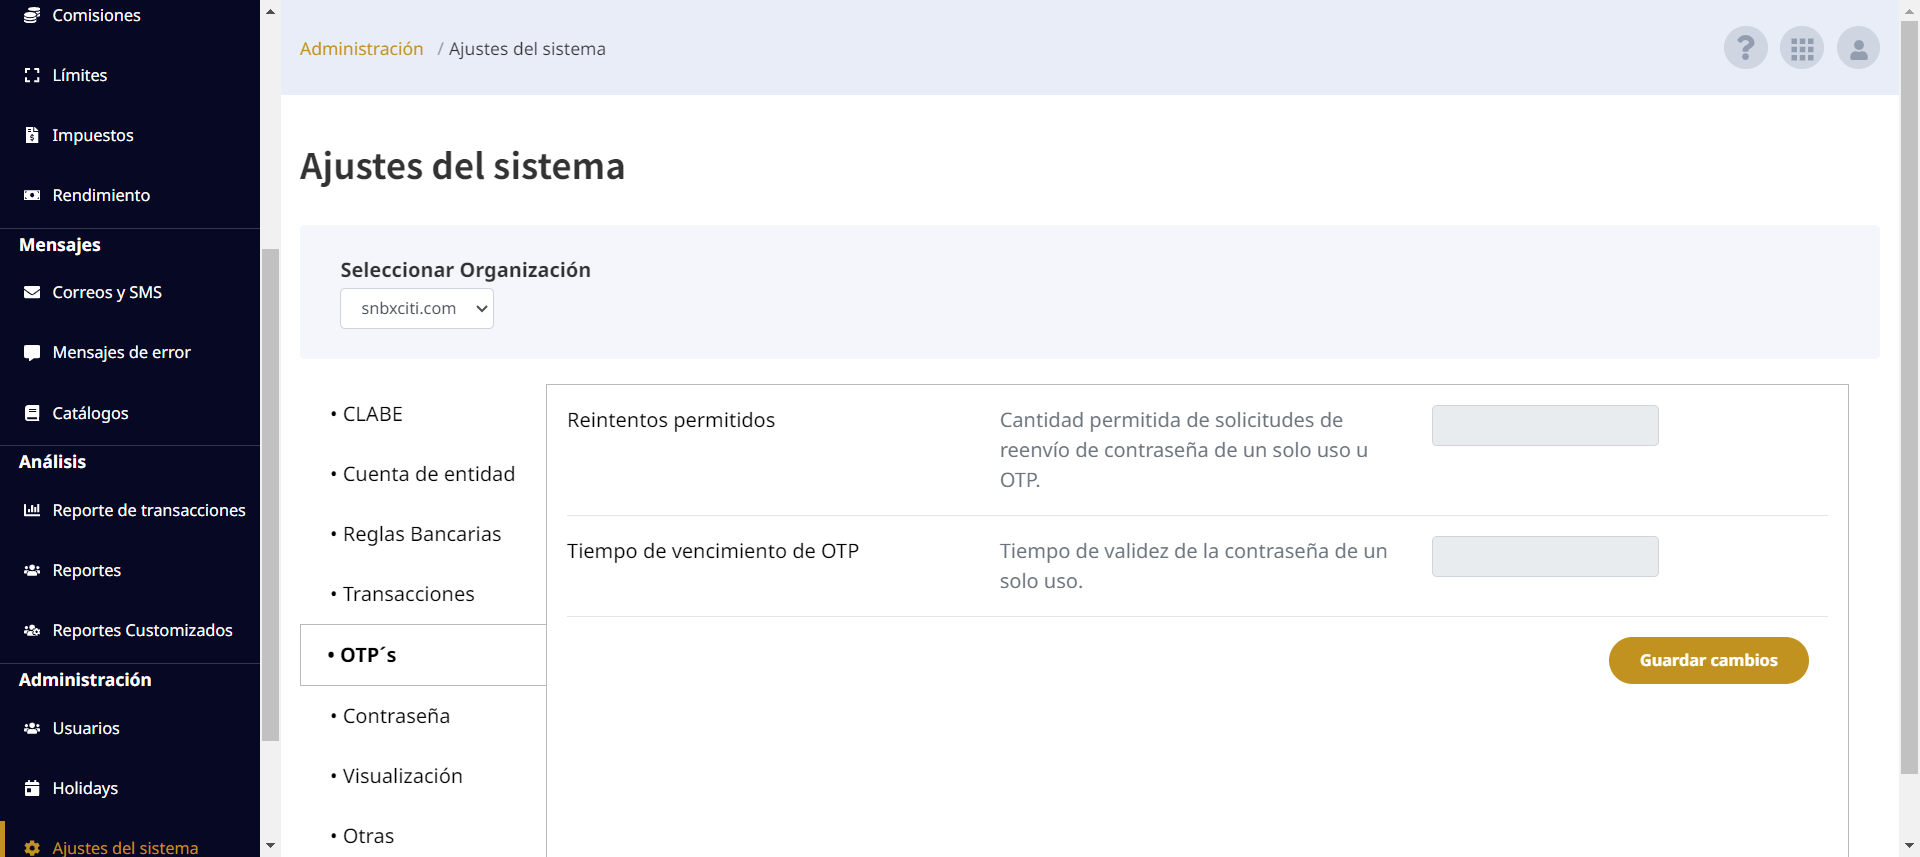 Comisiones
Límites
Impuestos
Rendimiento
Mensajes
Correos y SMS
Mensajes de error
Catálogos
Análisis
Reporte de transacciones
Reportes
Reportes Customizados
Administración
Usuarios
Holidays
Ajustes del sistema
Administración / Ajustes del sistema
?
Ajustes del sistema
Seleccionar Organización
snbxciti.com
• CLABE
• Cuenta de entidad
• Reglas Bancarias
• Transacciones
• OTP´s
• Contraseña
• Visualización
• Otras
Reintentos permitidos
Cantidad permitida de solicitudes de
reenvío de contraseña de un solo uso u
OTP.
Tiempo de vencimiento de OTP
Tiempo de validez de la contraseña de un
solo uso.
Guardar cambios